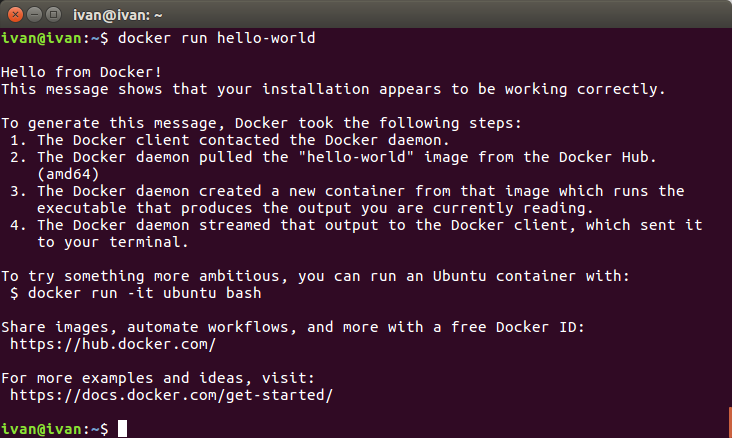 ivan@ivan: ~
ivan@ivan:~$ docker run hello-world
Hello from Docker!
This message shows that your installation appears to be working correctly.
To generate this message, Docker took the following steps:
1. The Docker client contacted the Docker daemon.
2. The Docker daemon pulled the "hello-world" image from the Docker Hub.
(amd64)
3. The Docker daemon created a new container from that image which runs the
executable that produces the output you are currently reading.
4. The Docker daemon streamed that output to the Docker client, which sent it
to your terminal.
To try something more ambitious, you can run an Ubuntu container with:
$ docker run -it ubuntu bash
Share images, automate workflows, and more with a free Docker ID:
https://hub.docker.com/
For more examples and ideas, visit:
https://docs.docker.com/get-started/
ivan@ivan:~$